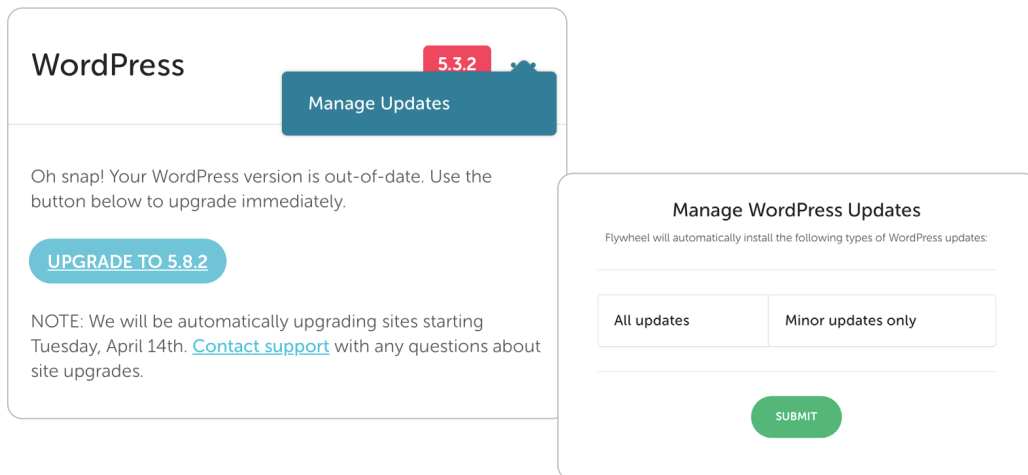 WordPress
5.3.2
Manage Updates
Oh snap! Your WordPress version is out-of-date. Use the
button below to upgrade immediately.
UPGRADE TO 5.8.2
NOTE: We will be automatically upgrading sites starting
Tuesday, April 14th. Contact support with any questions about
site upgrades.
Manage WordPress Updates
Flywheel will automatically install the following types of WordPress updates:
All updates
Minor updates only
SUBMIT